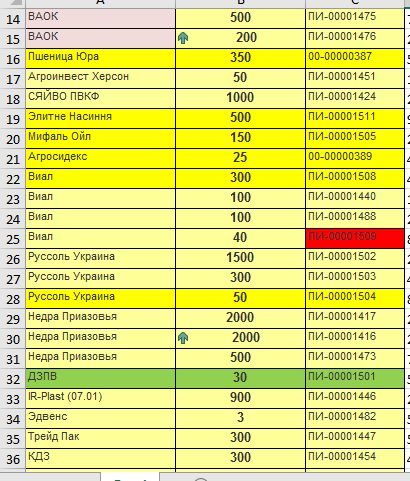 A B C
14 ВАОК 500 ПИ-00001475
15 ВАОК 200 ПИ-00001476
16 Пшеница Юра 350 00-00000387
17 Агроинвест Херсон 50 ПИ-00001451
18 СЯЙВО ПВКФ 1000 ПИ-00001424
19 Элитне Насиння 500 ПИ-00001511
20 Мифаль Ойл 150 ПИ-00001505
21 Агросидекс 25 00-00000389
22 Виал 300 ПИ-00001508
23 Виал 100 ПИ-00001440
24 Виал 100 ПИ-00001488
25 Виал 40 ПИ-00001509
26 Руссоль Украина 1500 ПИ-00001502
27 Руссоль Украина 300 ПИ-00001503
28 Руссоль Украина 50 ПИ-00001504
29 Недра Приазовья 2000 ПИ-00001417
30 Недра Приазовья 2000 ПИ-00001416
31 Недра Приазовья 500 ПИ-00001473
32 ДЗПВ 30 ПИ-00001501
33 IR-Plast (07.01) 900 ПИ-00001446
34 Эдвенс 3 ПИ-00001482
35 Трейд Пак 300 ПИ-00001447
36 КДЗ 300 ПИ-00001454